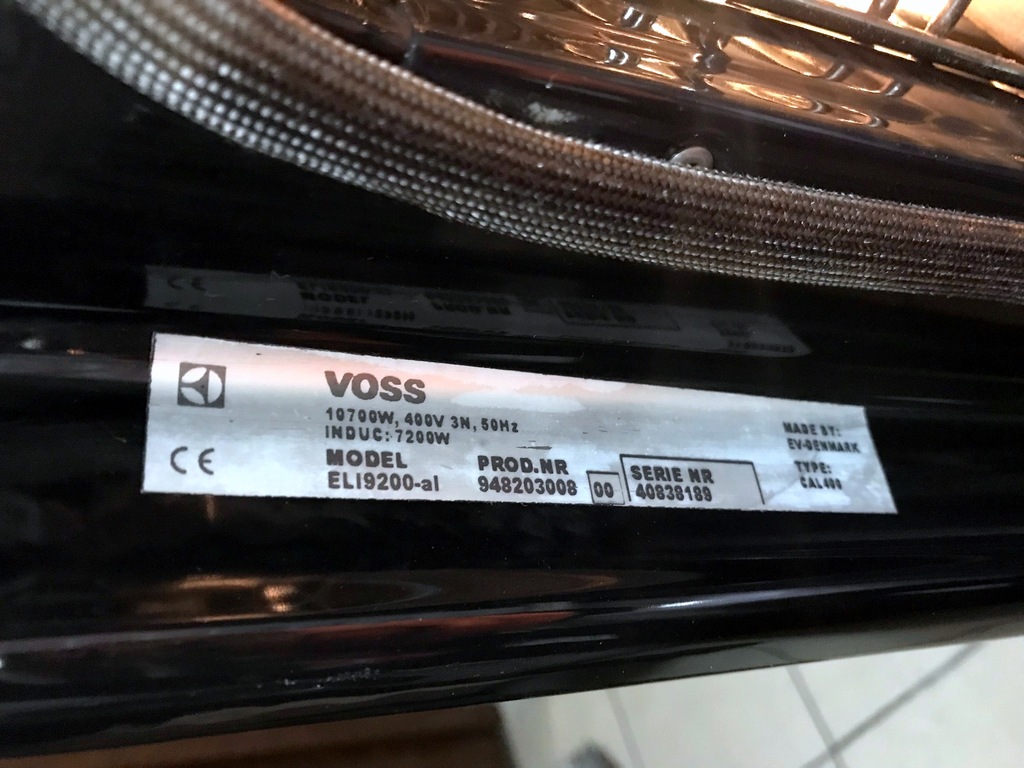 VOSS
10700W, 400V 3N, 50Hz
INDUC: 7200W
MODEL
ELI9200-al
PROD.NR
948203008 00
SERIE NR
40838189
MADE BY:
EV-DENMARK
TYPE:
CAL400
CE